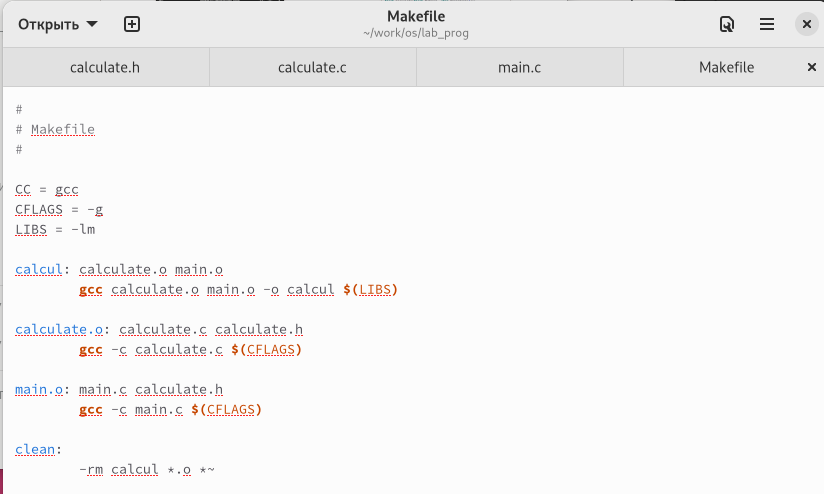 Открыть
Makefile
~/work/os/lab_prog
calculate.h
calculate.c
main.c
Makefile
#
# Makefile
#
CC = gcc
CFLAGS = -g
LIBS = -lm
calcul: calculate.o main.o
gcc calculate.o main.o -o calcul $(LIBS)
calculate.o: calculate.c calculate.h
gcc -c calculate.c $(CFLAGS)
main.o: main.c calculate.h
gcc -c main.c $(CFLAGS)
clean:
-rm calcul *.o *~